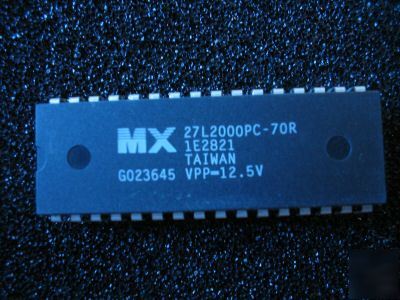 MX 27L2000PC-70R
1E2821
TAIWAN
G023645 VPP=12.5V